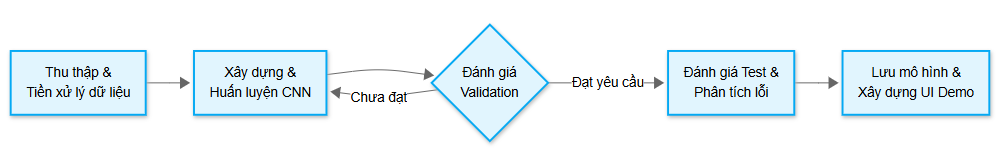 Thu thập &
Tiền xử lý dữ liệu
Xây dựng &
Huấn luyện CNN
Chưa đạt
Đánh giá
Validation
Đạt yêu cầu
Đánh giá Test &
Phân tích lỗi
Lưu mô hình &
Xây dựng UI Demo